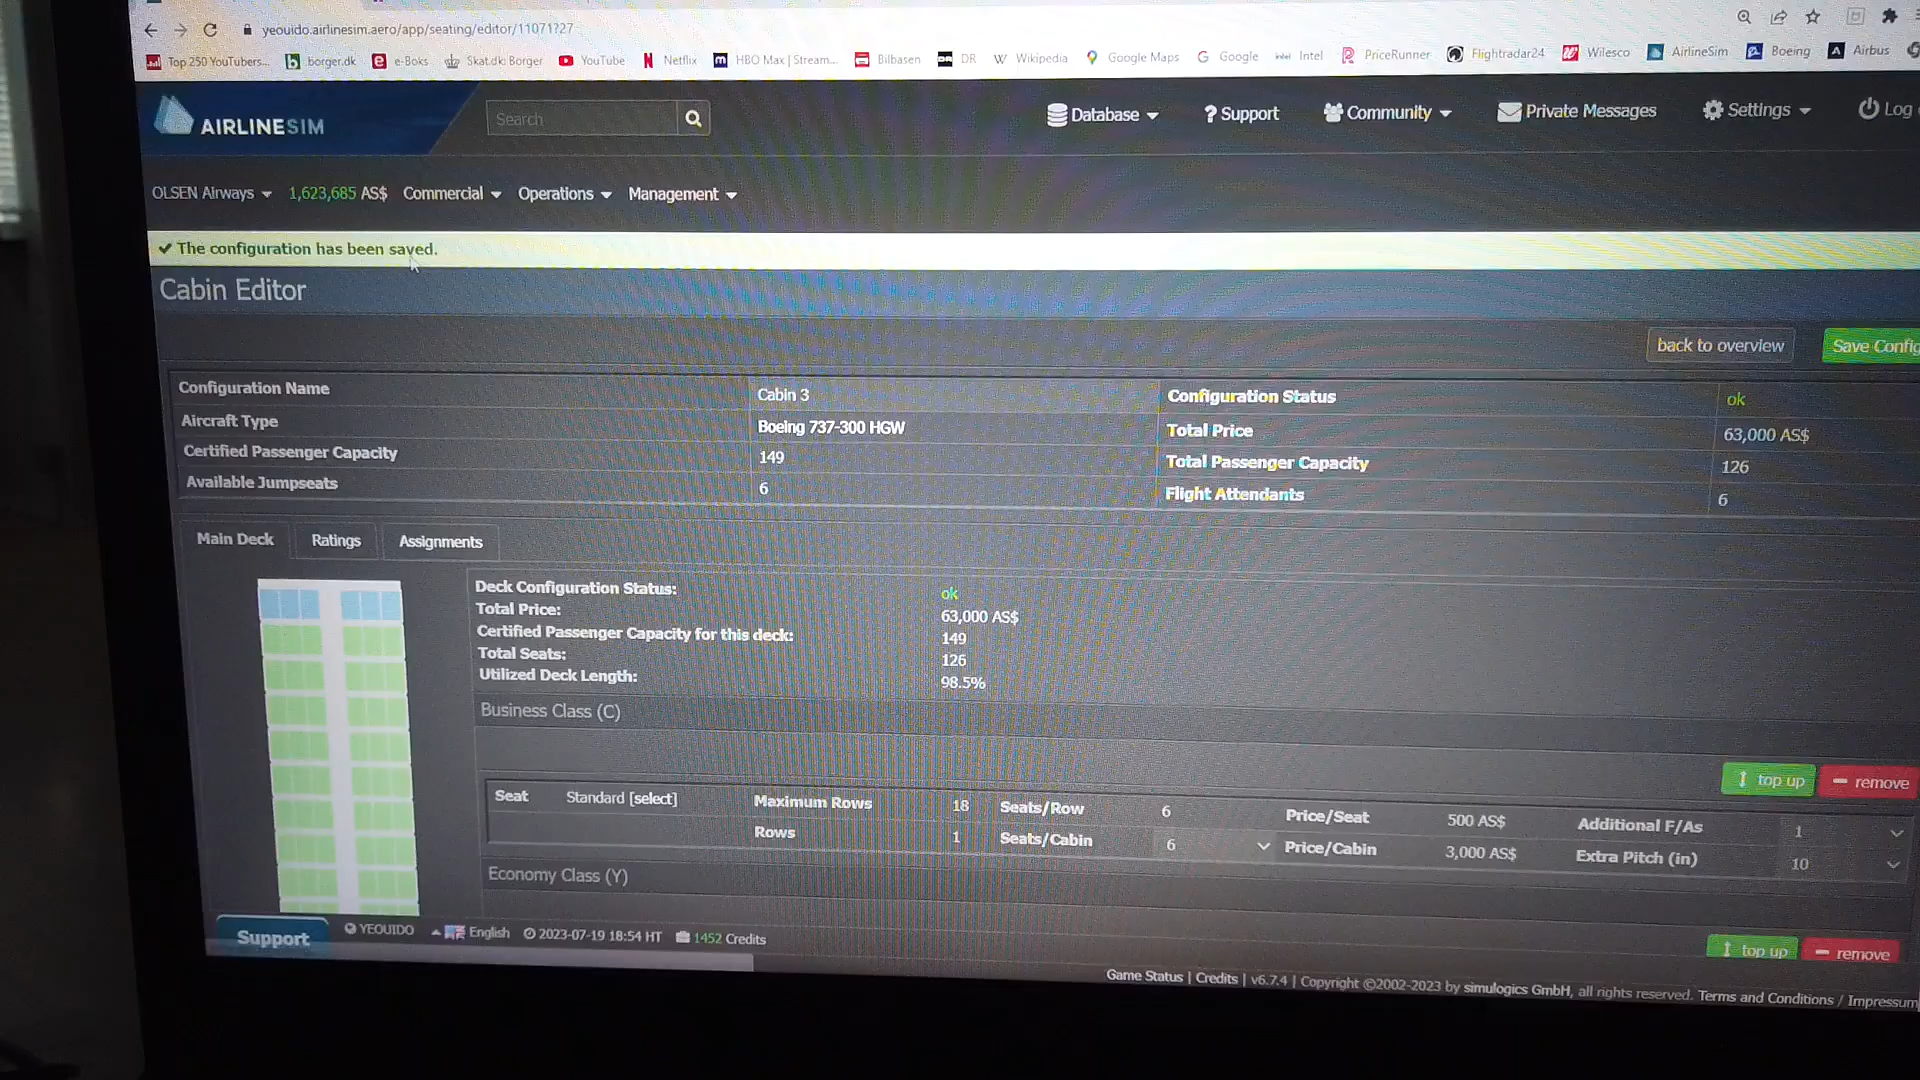 yeouido.airlinesim.aero/app/seating/editor/11071?27
Top 250 YouTubers... borger.dk e-Boks Skat.dk: Borger YouTube Netflix HBO Max | Stream... Bilbasen DR Wikipedia Google Maps Google Intel PriceRunner Flightradar24 Wilesco AirlineSim Boeing Airbus
AIRLINESIM Search Database ? Support Community Private Messages Settings Log
OLSEN Airways 1,623,685 AS$ Commercial Operations Management
✔ The configuration has been saved.
Cabin Editor
back to overview Save Config
Configuration Name Cabin 3 Configuration Status ok
Aircraft Type Boeing 737-300 HGW Total Price 63,000 AS$
Certified Passenger Capacity 149 Total Passenger Capacity 126
Available Jumpseats 6 Flight Attendants 6
Main Deck Ratings Assignments
Deck Configuration Status: ok
Total Price: 63,000 AS$
Certified Passenger Capacity for this deck: 149
Total Seats: 126
Utilized Deck Length: 98.5%
Business Class (C)
top up remove
Seat Standard [select] Maximum Rows 18 Seats/Row 6 Price/Seat 500 AS$ Additional F/As 1
Rows 1 Seats/Cabin 6 Price/Cabin 3,000 AS$ Extra Pitch (in) 10
Economy Class (Y)
top up remove
Support YEOUIDO English 2023-07-19 18:54 HT 1452 Credits
Game Status | Credits | v6.7.4 | Copyright ©2002-2023 by simulogics GmbH, all rights reserved. Terms and Conditions / Impressum